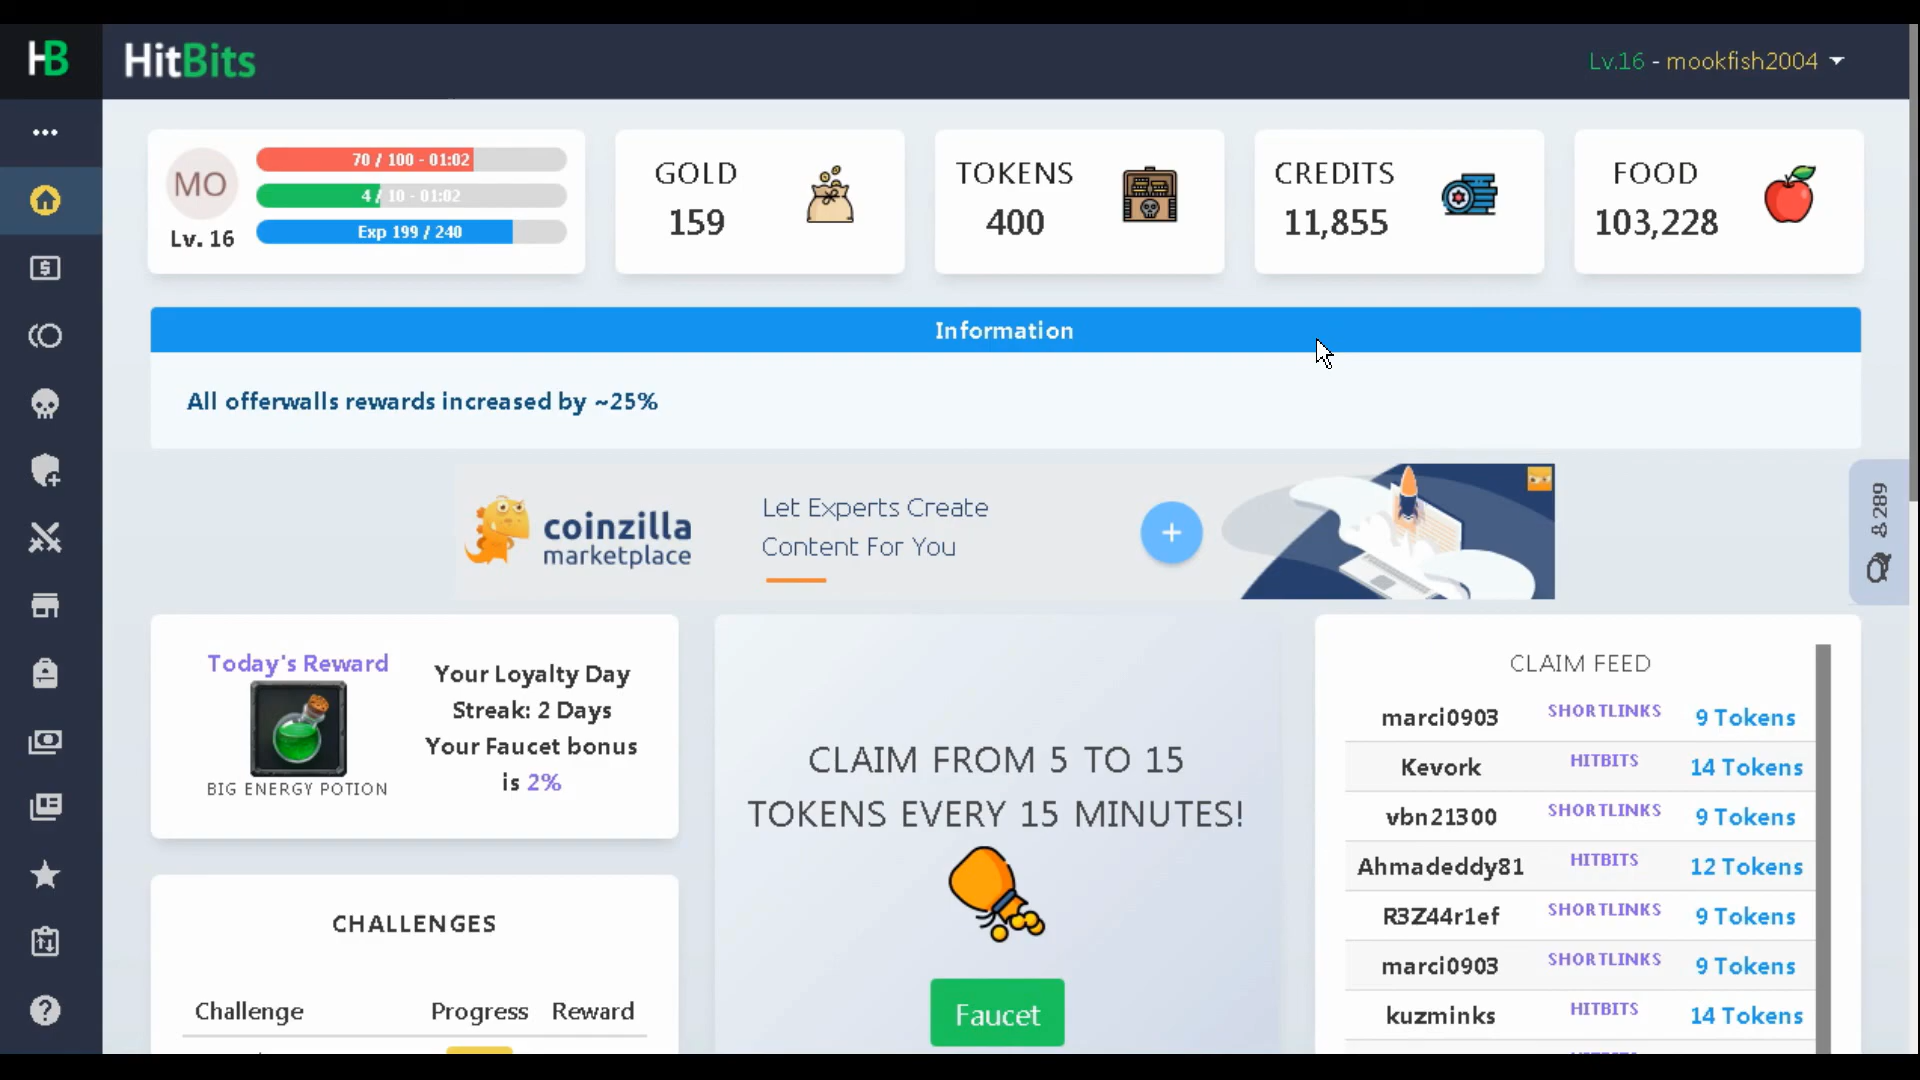 HB
HitBits
Lv.16 - mookfish2004
MO
Lv. 16
70 / 100 - 01:02
4 / 10 - 01:02
Exp 199 / 240
GOLD
159
TOKENS
400
CREDITS
11,855
FOOD
103,228
Information
All offerwalls rewards increased by ~25%
coinzilla
marketplace
Let Experts Create
Content For You
289
Today's Reward
BIG ENERGY POTION
Your Loyalty Day
Streak: 2 Days
Your Faucet bonus
is 2%
CHALLENGES
Challenge Progress Reward
CLAIM FROM 5 TO 15
TOKENS EVERY 15 MINUTES!
Faucet
CLAIM FEED
marci0903 SHORTLINKS 9 Tokens
Kevork HITBITS 14 Tokens
vbn21300 SHORTLINKS 9 Tokens
Ahmadeddy81 HITBITS 12 Tokens
R3Z44r1ef SHORTLINKS 9 Tokens
marci0903 SHORTLINKS 9 Tokens
kuzminks HITBITS 14 Tokens